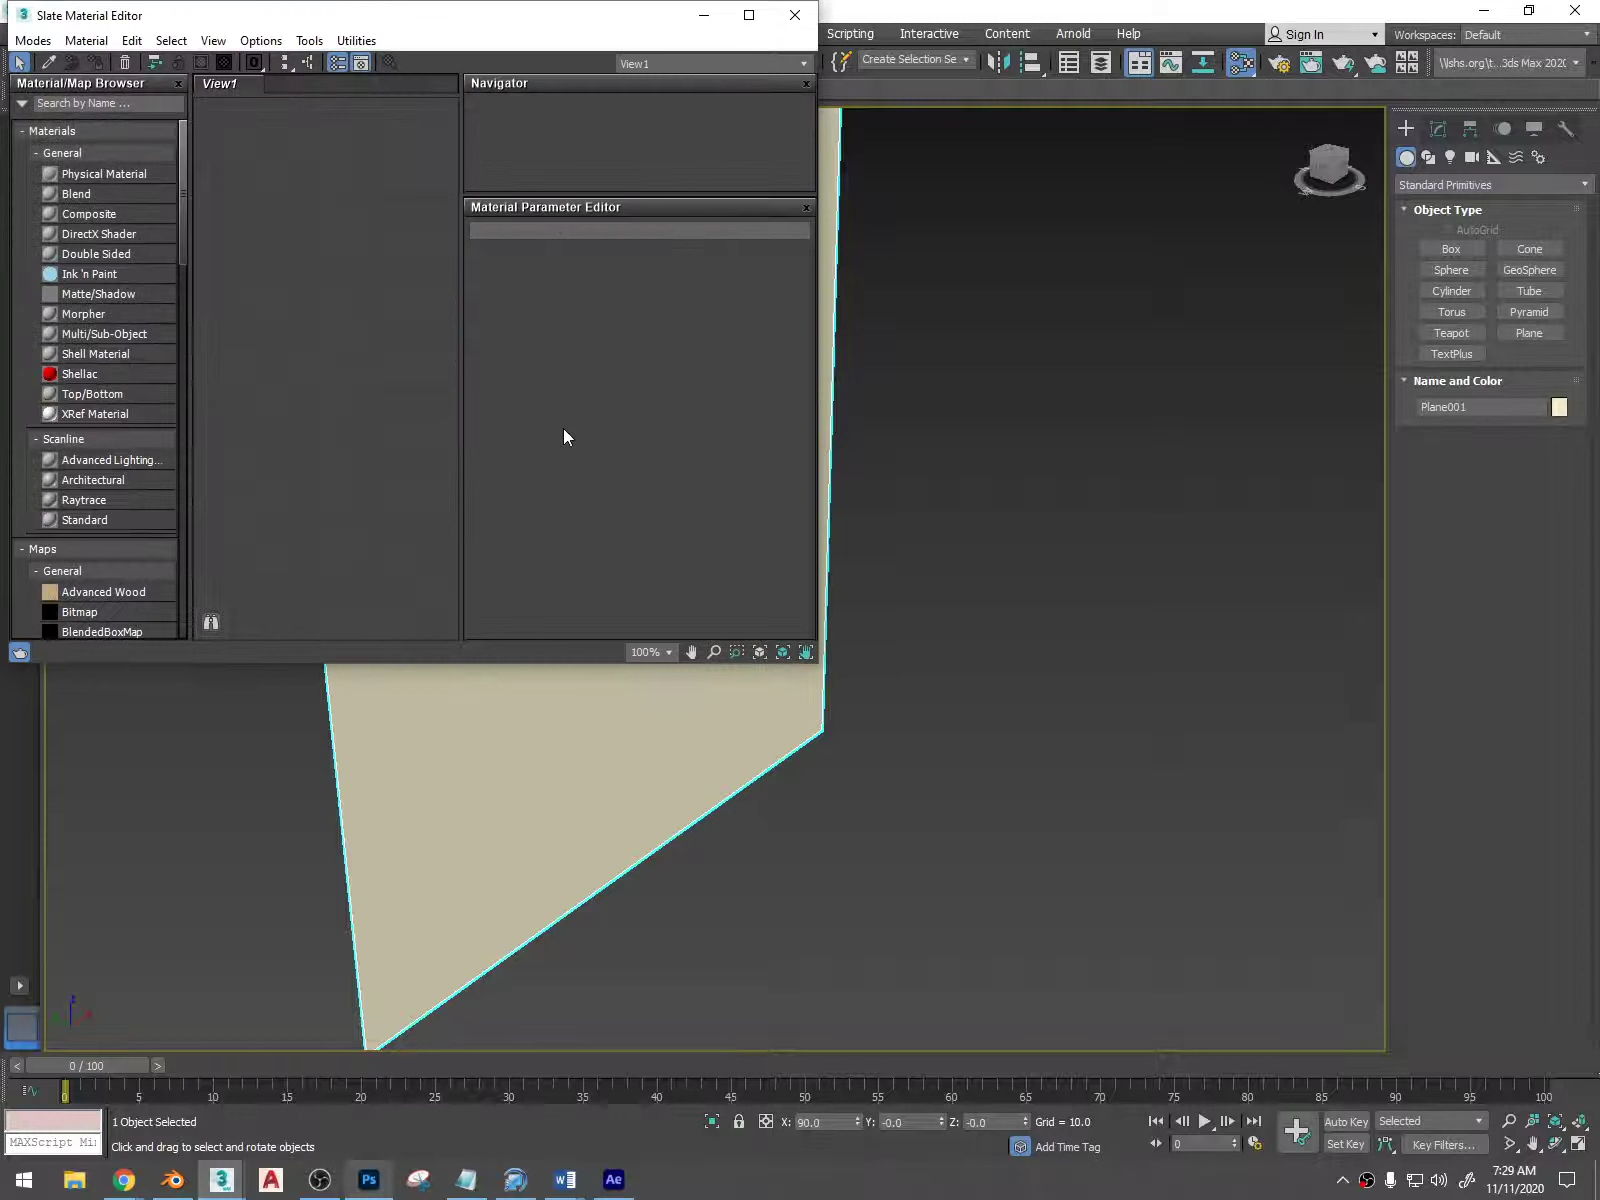 Slate Material Editor
Modes Material Edit Select View Options Tools Utilities
Scripting Interactive Content Arnold Help Sign In Workspaces: Default
View1
Create Selection Se
\\lshs.org\t...3ds Max 202(
Material/Map Browser
View1
Navigator
Search by Name ...
- Materials
- General
Physical Material
Blend
Composite
DirectX Shader
Double Sided
Ink 'n Paint
Matte/Shadow
Morpher
Multi/Sub-Object
Shell Material
Shellac
Top/Bottom
XRef Material
- Scanline
Advanced Lighting...
Architectural
Raytrace
Standard
- Maps
- General
Advanced Wood
Bitmap
BlendedBoxMap
Material Parameter Editor
100%
Standard Primitives
Object Type
AutoGrid
Box Cone
Sphere GeoSphere
Cylinder Tube
Torus Pyramid
Teapot Plane
TextPlus
Name and Color
Plane001
< 0 / 100 >
0 5 10 15 20 25 30 35 40 45 50 55 60 65 70 75 80 85 90 95 100
1 Object Selected
X: 90.0 Y: -0.0 Z: -0.0 Grid = 10.0
Auto Key Selected
MAXScript Mi
Click and drag to select and rotate objects
Add Time Tag
0
Set Key Key Filters...
3
MAX
A
Ps
W
Ae
7:29 AM
11/11/2020